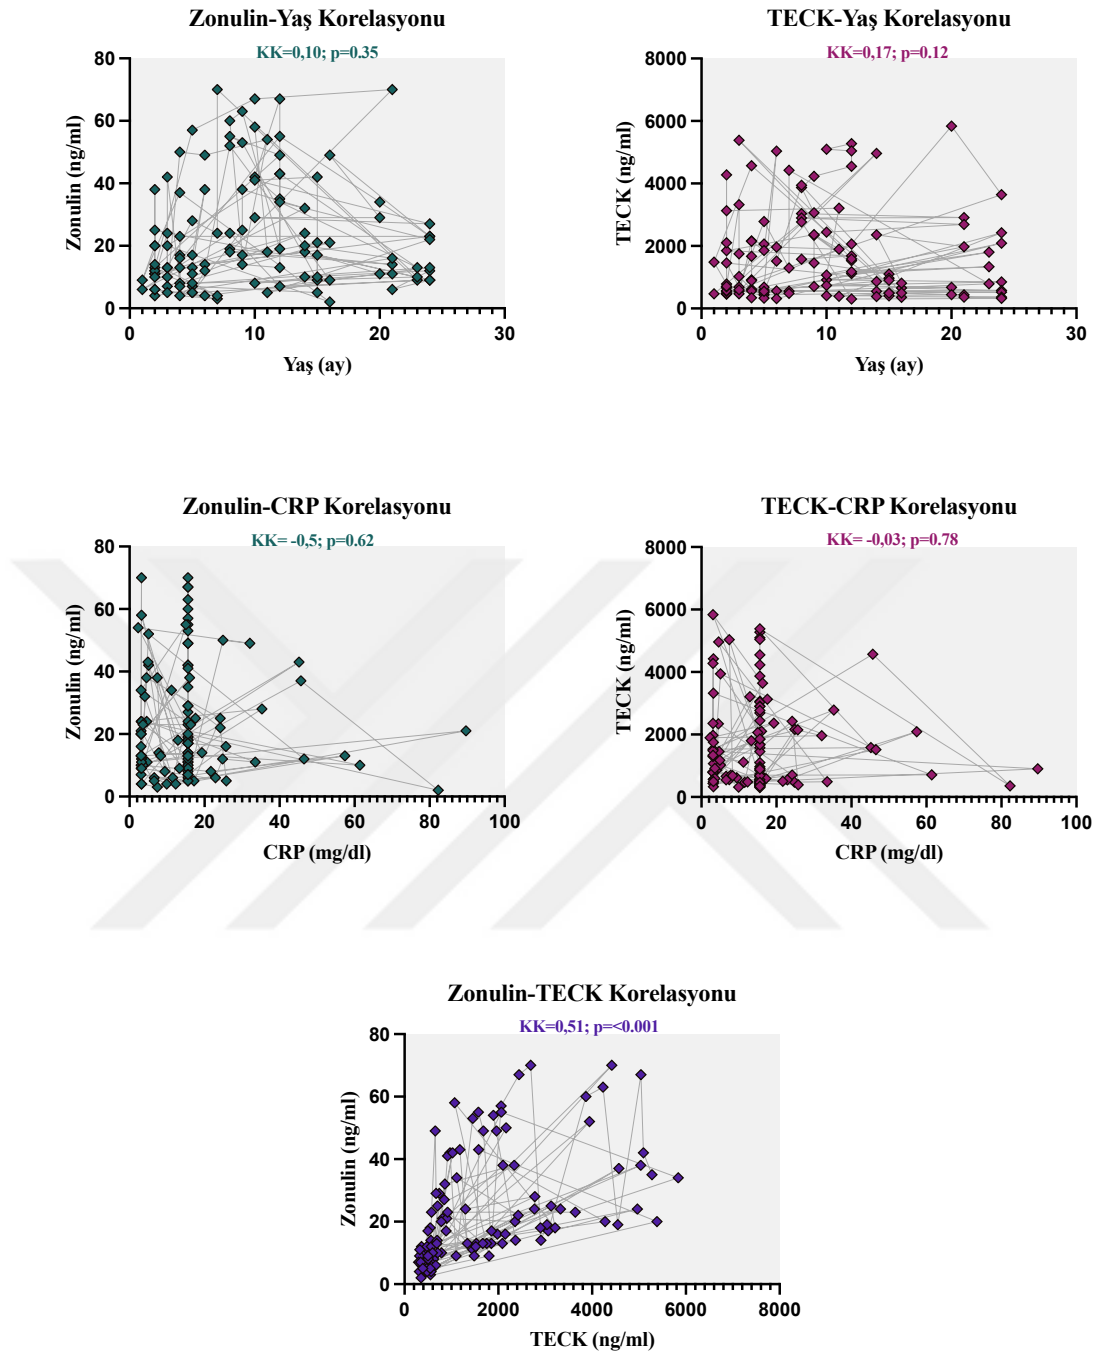 Zonulin-Yaş Korelasyonu
KK=0,10; p=0.35
80
60
40
20
0
Zonulin (ng/ml)
0 10 20 30
Yaş (ay)
TECK-Yaş Korelasyonu
KK=0,17; p=0.12
8000
6000
4000
2000
0
TECK (ng/ml)
0 10 20 30
Yaş (ay)
Zonulin-CRP Korelasyonu
KK= -0,5; p=0.62
80
60
40
20
0
Zonulin (ng/ml)
0 20 40 60 80 100
CRP (mg/dl)
TECK-CRP Korelasyonu
KK= -0,03; p=0.78
8000
6000
4000
2000
0
TECK (ng/ml)
0 20 40 60 80 100
CRP (mg/dl)
Zonulin-TECK Korelasyonu
KK=0,51; p=<0.001
80
60
40
20
0
Zonulin (ng/ml)
0 2000 4000 6000 8000
TECK (ng/ml)